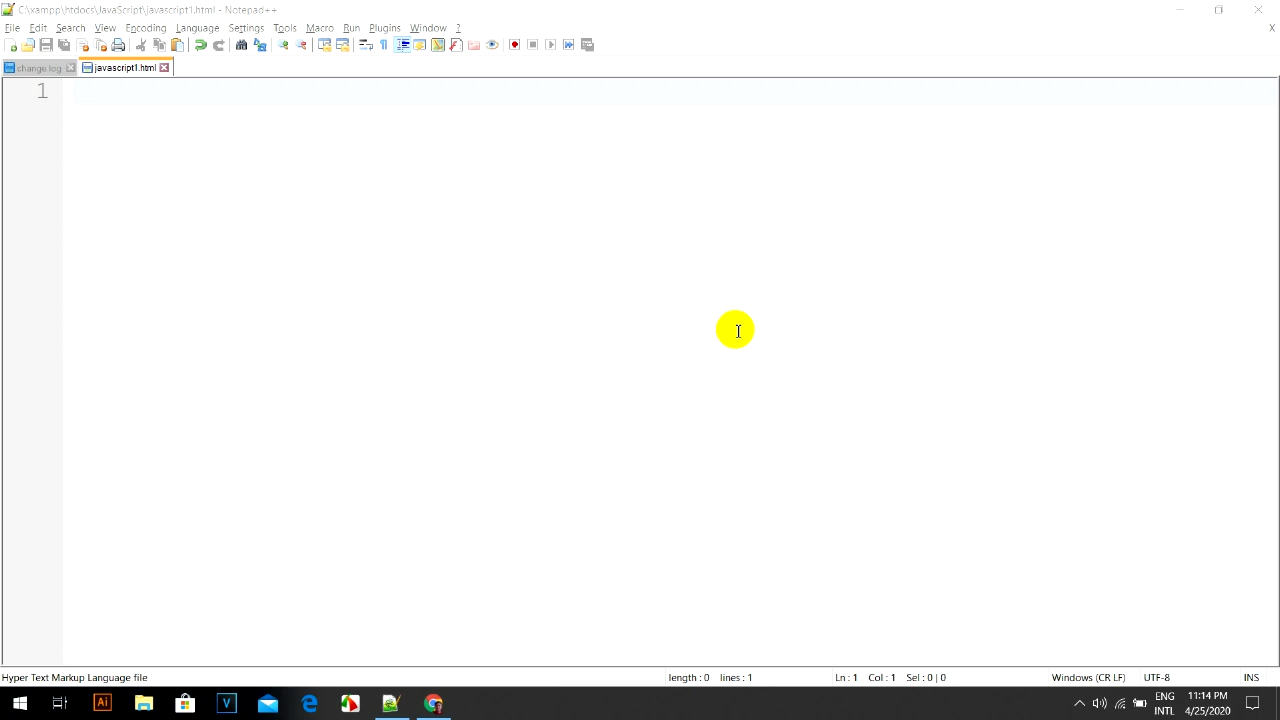 C:\xampp\htdocs\JavaScript\javascript1.html - Notepad++
File Edit Search View Encoding Language Settings Tools Macro Run Plugins Window ? X
change.log javascript1.html
1
Hyper Text Markup Language file length : 0 lines : 1 Ln : 1 Col : 1 Sel : 0 | 0 Windows (CR LF) UTF-8 INS
Ai V ENG 11:14 PM
INTL 4/25/2020